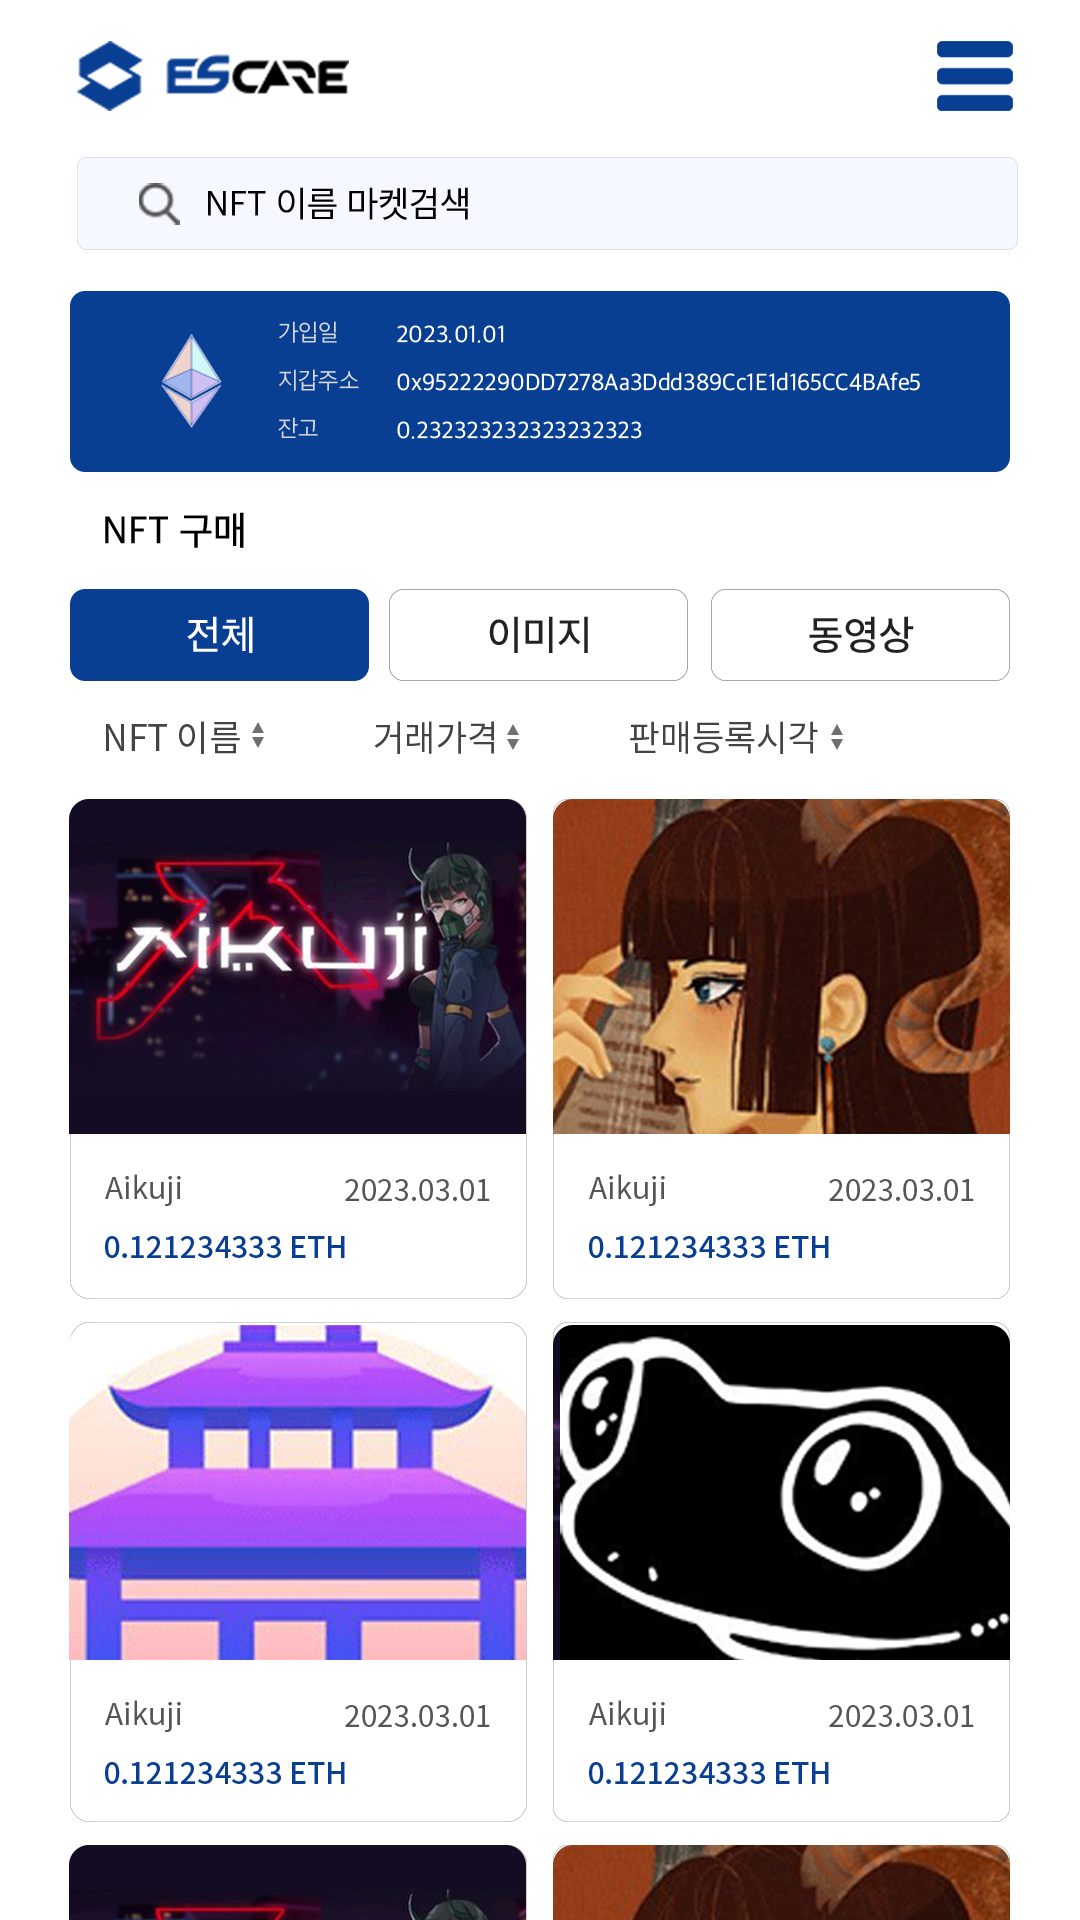 ESCARE
NFT 이름 마켓검색
가입일 2023.01.01
지갑주소 0x95222290DD7278Aa3Ddd389Cc1E1d165CC4BAfe5
잔고 0.232323232323232323
NFT 구매
전체 이미지 동영상
NFT 이름 거래가격 판매등록시각
Aikuji
Aikuji 2023.03.01
0.121234333 ETH
Aikuji 2023.03.01
0.121234333 ETH
Aikuji 2023.03.01
0.121234333 ETH
Aikuji 2023.03.01
0.121234333 ETH